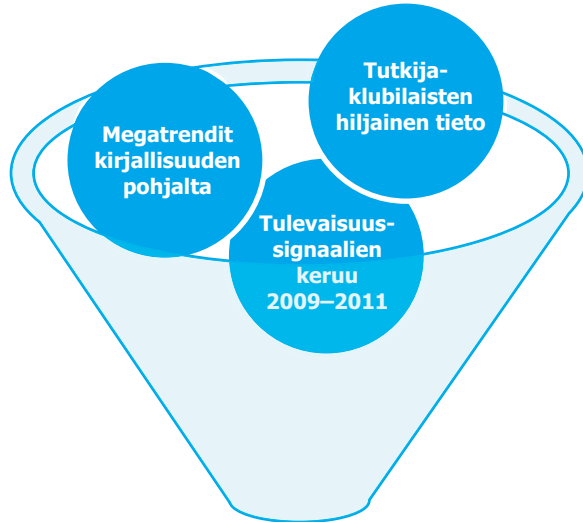 Megatrendit
kirjallisuuden
pohjalta
Tutkija-
klubilaisten
hiljainen tieto
Tulevaisuus-
signaalien
keruu
2009–2011